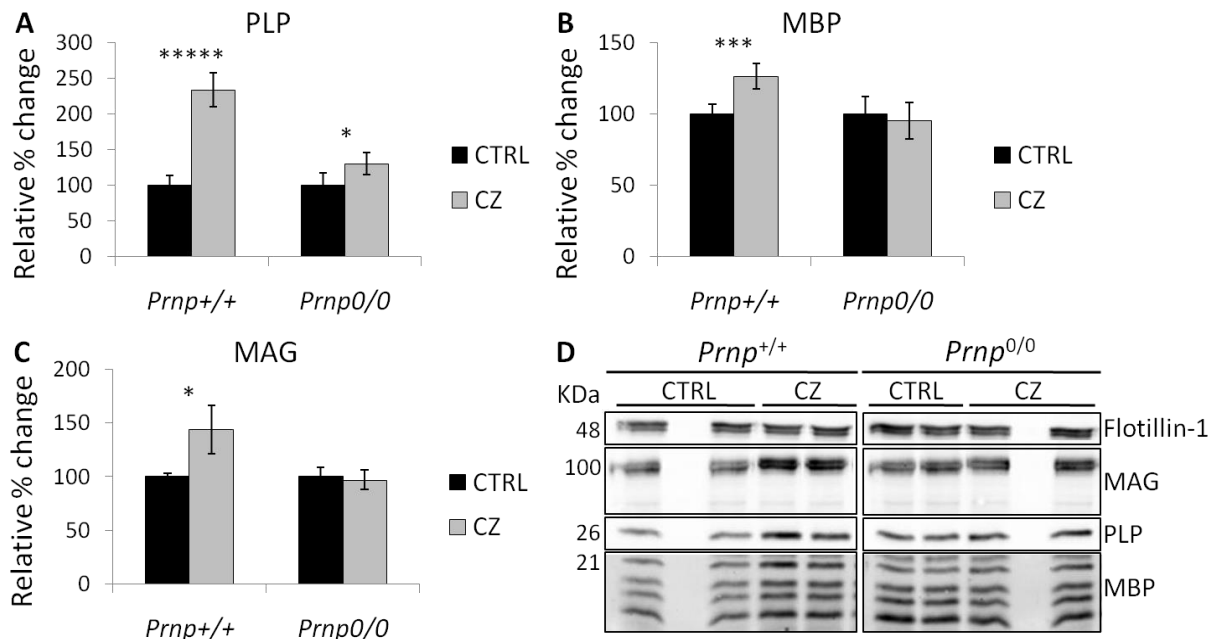 A PLP
Relative % change
300
250
200
150
100
50
0
*****
*
Prnp+/+ Prnp0/0
CTRL
CZ
B MBP
Relative % change
150
125
100
50
0
***
Prnp+/+ Prnp0/0
CTRL
CZ
C MAG
Relative % change
200
150
100
50
0
*
Prnp+/+ Prnp0/0
CTRL
CZ
D Prnp+/+ Prnp0/0
KDa CTRL CZ CTRL CZ
48 Flotillin-1
100 MAG
26 PLP
21 MBP